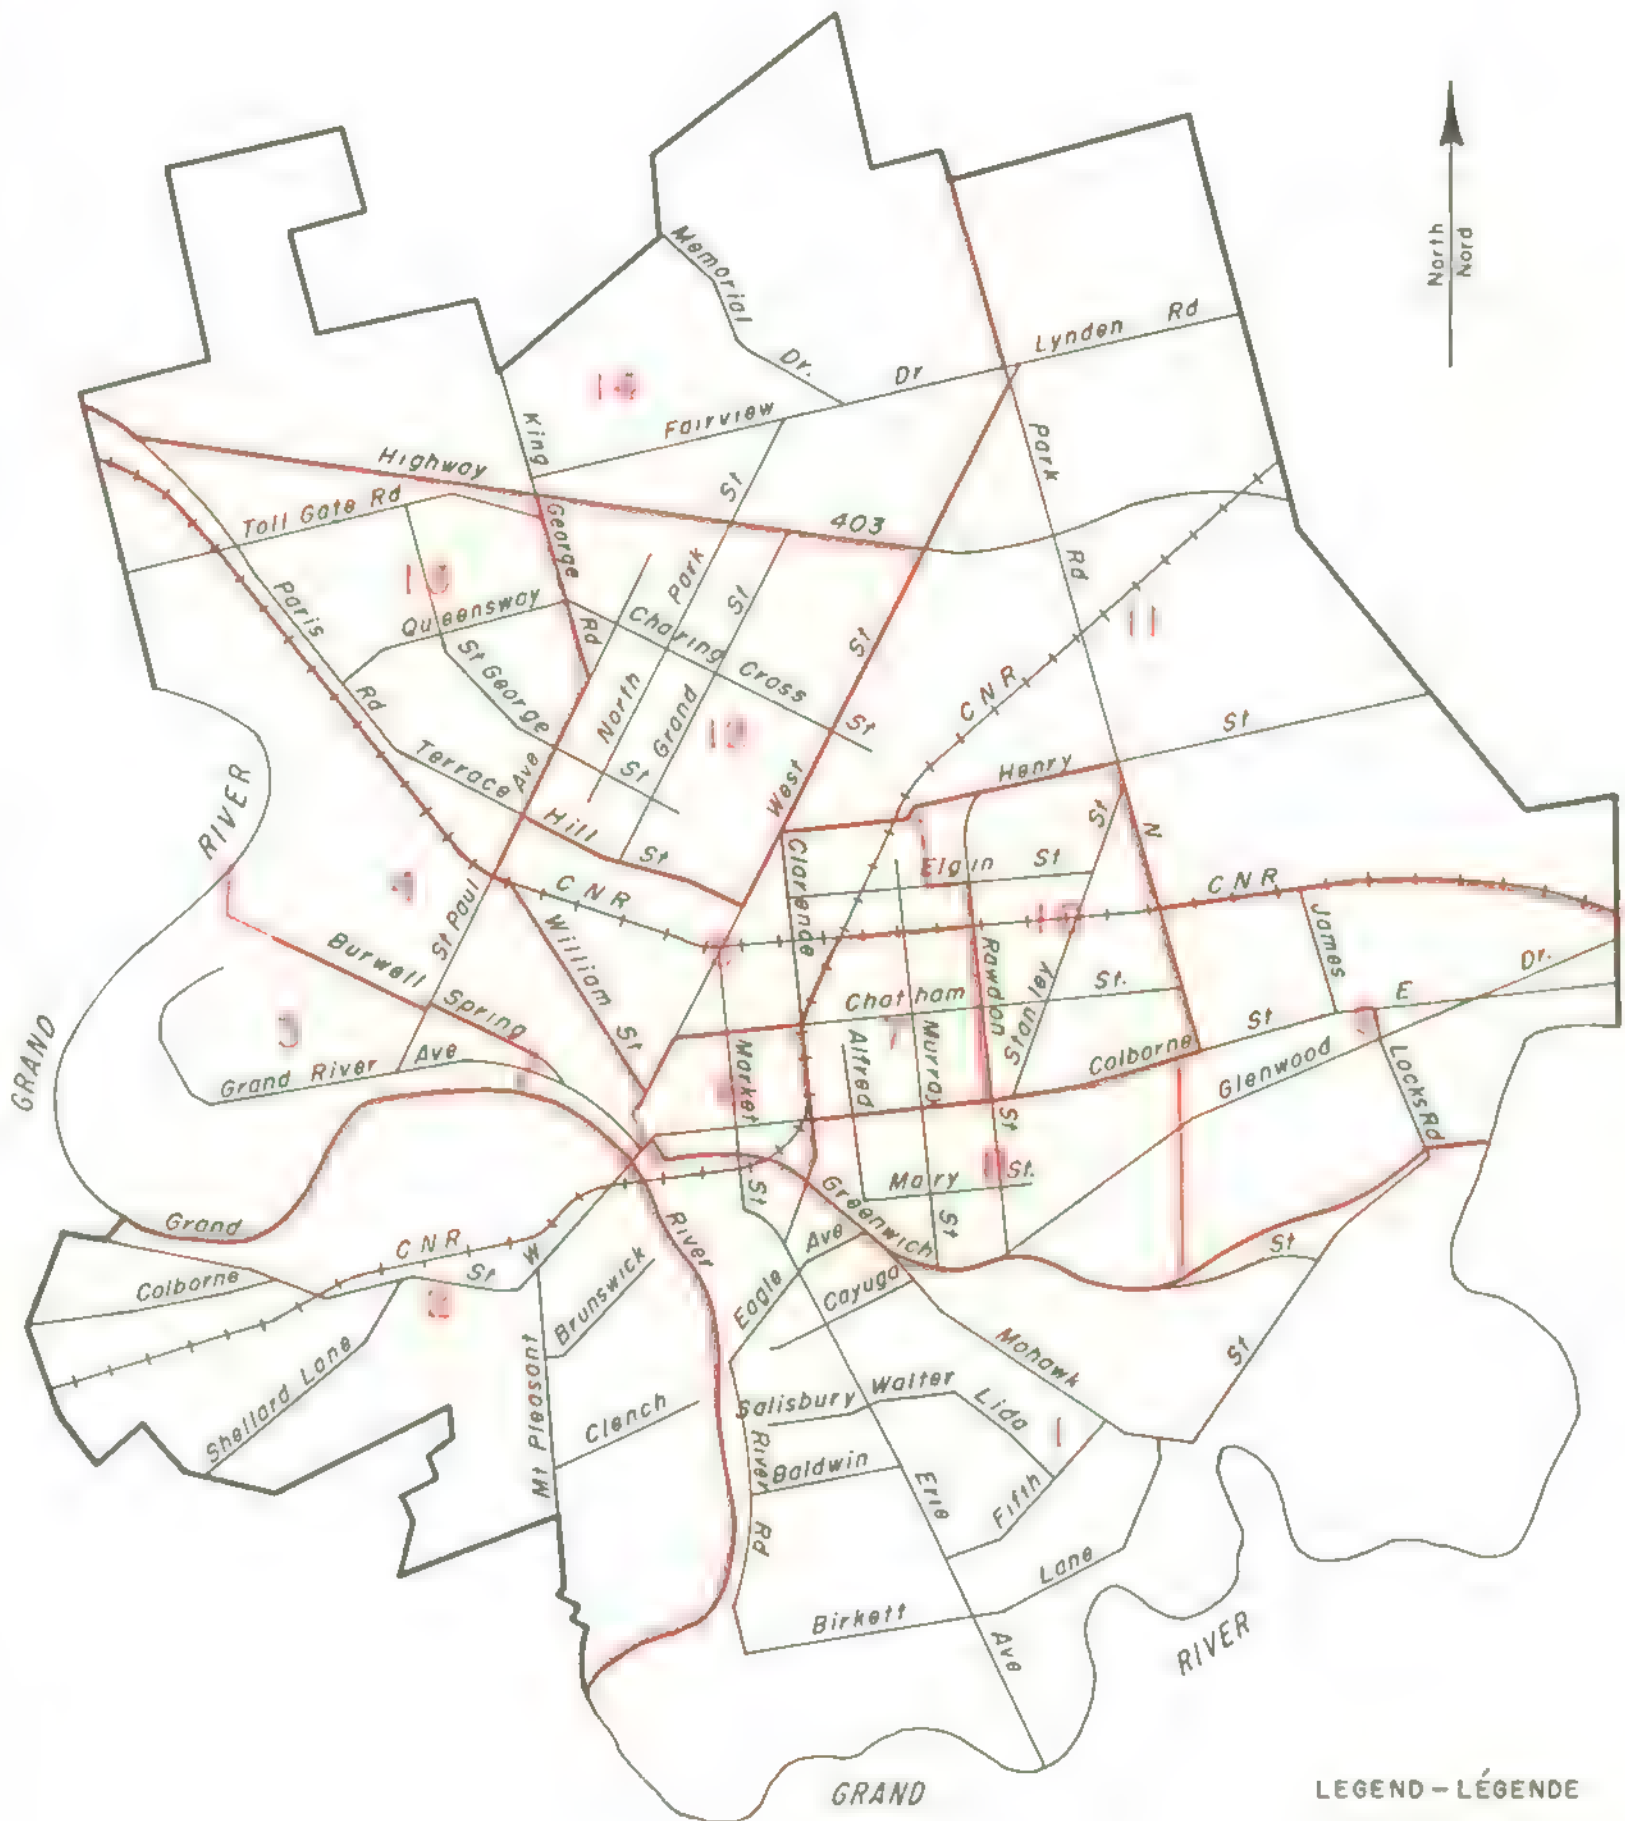 North
Nord
Memorial
Dr.
Lynden Rd
Fairview Dr
King George Rd
Park Rd N
Highway 403
Toll Gate Rd
Paris Rd
Queensway
St George St
North Park St
Grand St
Charing Cross St
West St
CNR
11
Henry St
Terrace Hill St
St Paul Ave
RIVER
GRAND
CNR
William St
Burwell
Spring
Grand River Ave
Clarence
Elgin St
CNR
Rawdon St
Stanley St
James
Dr.
Chatham St.
Alfred
Murray St
Market St
Colborne St E
Glenwood
Locks Rd
Mary St.
Greenwich
St
Grand River
CNR
Colborne St W
Brunswick
Shellard Lane
Mt Pleasant
Clench
Eagle Ave
Cayuga
Mohawk St
Salisbury
Walter
Lida
1
River Rd
Baldwin
Fifth
Erie Ave
Birkett Lane
RIVER
GRAND
LEGEND – LÉGENDE